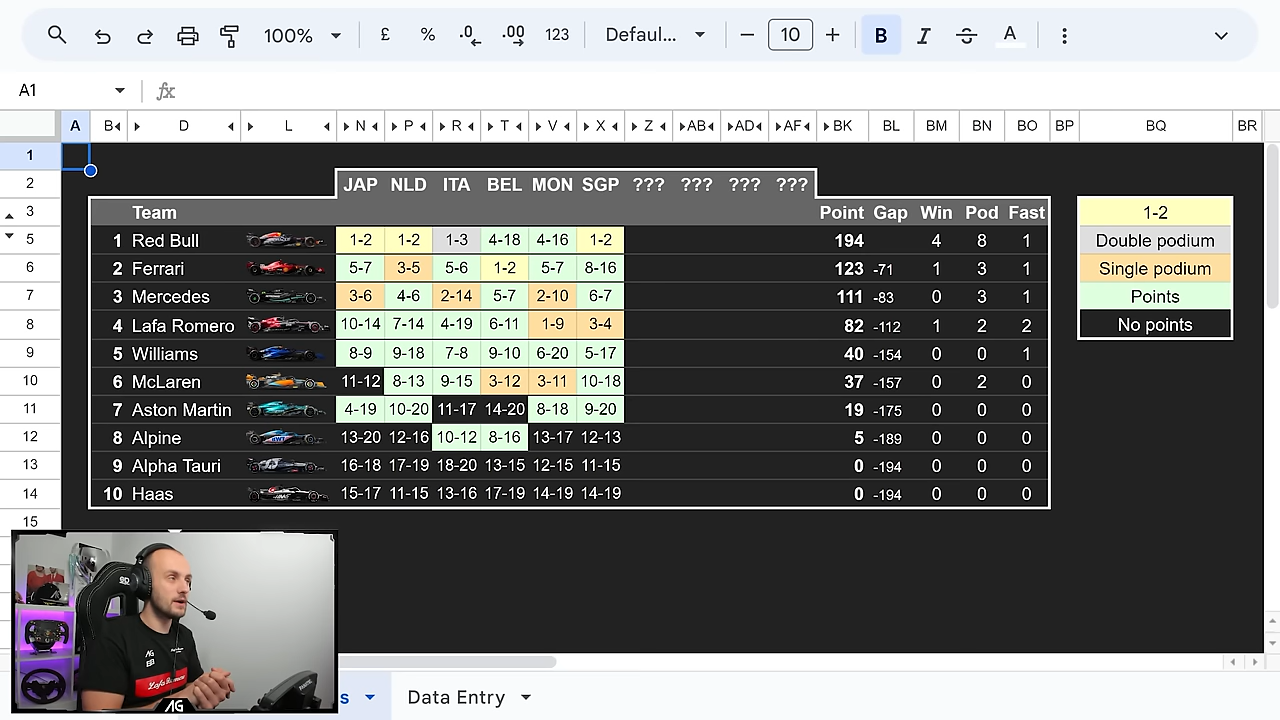 100% £ % .0 .00 123 Defaul... 10 B I S A
A1 fx
A B D L N P R T V X Z AB AD AF BK BL BM BN BO BP BQ BR
1
2 JAP NLD ITA BEL MON SGP ??? ??? ??? ???
3 Team Point Gap Win Pod Fast 1-2
5 1 Red Bull 1-2 1-2 1-3 4-18 4-16 1-2 194 4 8 1 Double podium
6 2 Ferrari 5-7 3-5 5-6 1-2 5-7 8-16 123 -71 1 3 1 Single podium
7 3 Mercedes 3-6 4-6 2-14 5-7 2-10 6-7 111 -83 0 3 1 Points
8 4 Lafa Romero 10-14 7-14 4-19 6-11 1-9 3-4 82 -112 1 2 2 No points
9 5 Williams 8-9 9-18 7-8 9-10 6-20 5-17 40 -154 0 0 1
10 6 McLaren 11-12 8-13 9-15 3-12 3-11 10-18 37 -157 0 2 0
11 7 Aston Martin 4-19 10-20 11-17 14-20 8-18 9-20 19 -175 0 0 0
12 8 Alpine 13-20 12-16 10-12 8-16 13-17 12-13 5 -189 0 0 0
13 9 Alpha Tauri 16-18 17-19 18-20 13-15 12-15 11-15 0 -194 0 0 0
14 10 Haas 15-17 11-15 13-16 17-19 14-19 14-19 0 -194 0 0 0
15
AG
EB
Lafa Romero
AG
s Data Entry